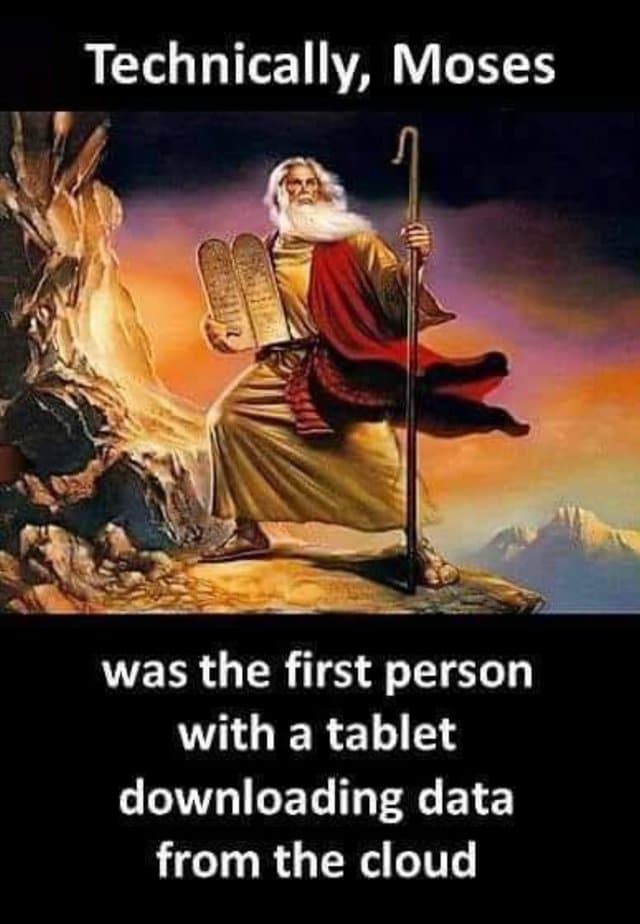 Technically, Moses
was the first person
with a tablet
downloading data
from the cloud